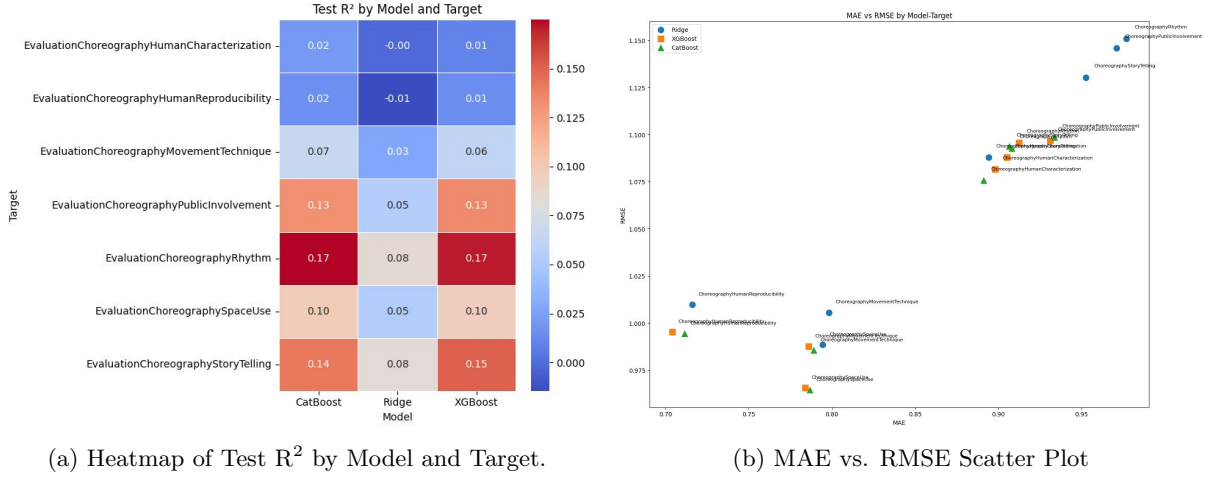 Test R² by Model and Target
Target
EvaluationChoreographyHumanCharacterization
0.02
-0.00
0.01
EvaluationChoreographyHumanReproducibility
0.02
-0.01
0.01
EvaluationChoreographyMovementTechnique
0.07
0.03
0.06
EvaluationChoreographyPublicInvolvement
0.13
0.05
0.13
EvaluationChoreographyRhythm
0.17
0.08
0.17
EvaluationChoreographySpaceUse
0.10
0.05
0.10
EvaluationChoreographyStoryTelling
0.14
0.08
0.15
CatBoost
Ridge
XGBoost
Model
0.150
0.125
0.100
0.075
0.050
0.025
0.000
(a) Heatmap of Test R² by Model and Target.
MAE vs RMSE by Model-Target
Ridge
XGBoost
CatBoost
RMSE
1.150
1.125
1.100
1.075
1.050
1.025
1.000
0.975
ChoreographyRhythm
ChoreographyPublicInvolvement
ChoreographyStoryTelling
ChoreographyPublicInvolvement
ChoreographyPublicInvolvement
ChoreographyHumanCharacterization
ChoreographyHumanCharacterization
ChoreographyHumanReproducibility
ChoreographyMovementTechnique
ChoreographyHumanReproducibility
ChoreographyHumanReproducibility
ChoreographySpaceUse
ChoreographyMovementTechnique
ChoreographyMovementTechnique
ChoreographySpaceUse
ChoreographySpaceUse
0.70
0.75
0.80
0.85
0.90
0.95
MAE
(b) MAE vs. RMSE Scatter Plot